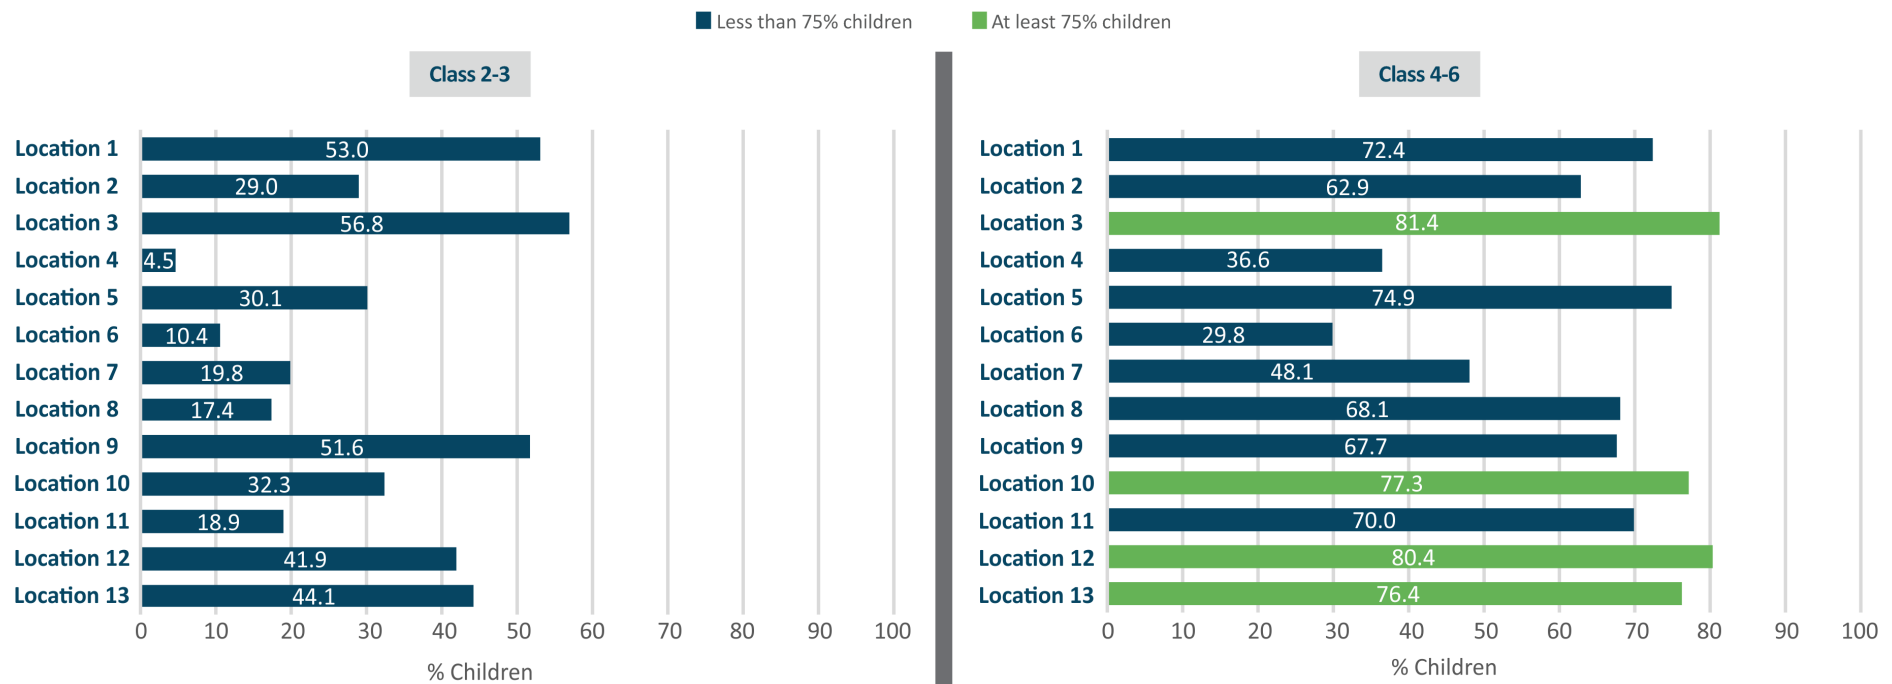 Less than 75% children
At least 75% children
Class 2-3
Location 1 53.0
Location 2 29.0
Location 3 56.8
Location 4 4.5
Location 5 30.1
Location 6 10.4
Location 7 19.8
Location 8 17.4
Location 9 51.6
Location 10 32.3
Location 11 18.9
Location 12 41.9
Location 13 44.1
0 10 20 30 40 50 60 70 80 90 100
% Children
Class 4-6
Location 1 72.4
Location 2 62.9
Location 3 81.4
Location 4 36.6
Location 5 74.9
Location 6 29.8
Location 7 48.1
Location 8 68.1
Location 9 67.7
Location 10 77.3
Location 11 70.0
Location 12 80.4
Location 13 76.4
0 10 20 30 40 50 60 70 80 90 100
% Children